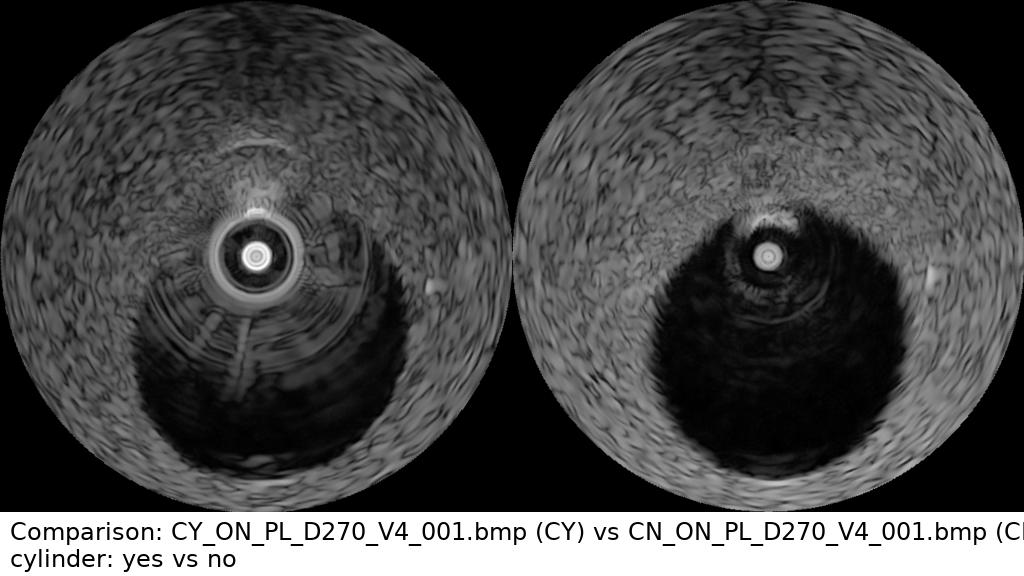 Comparison: CY_ON_PL_D270_V4_001.bmp (CY) vs CN_ON_PL_D270_V4_001.bmp
cylinder: yes vs no